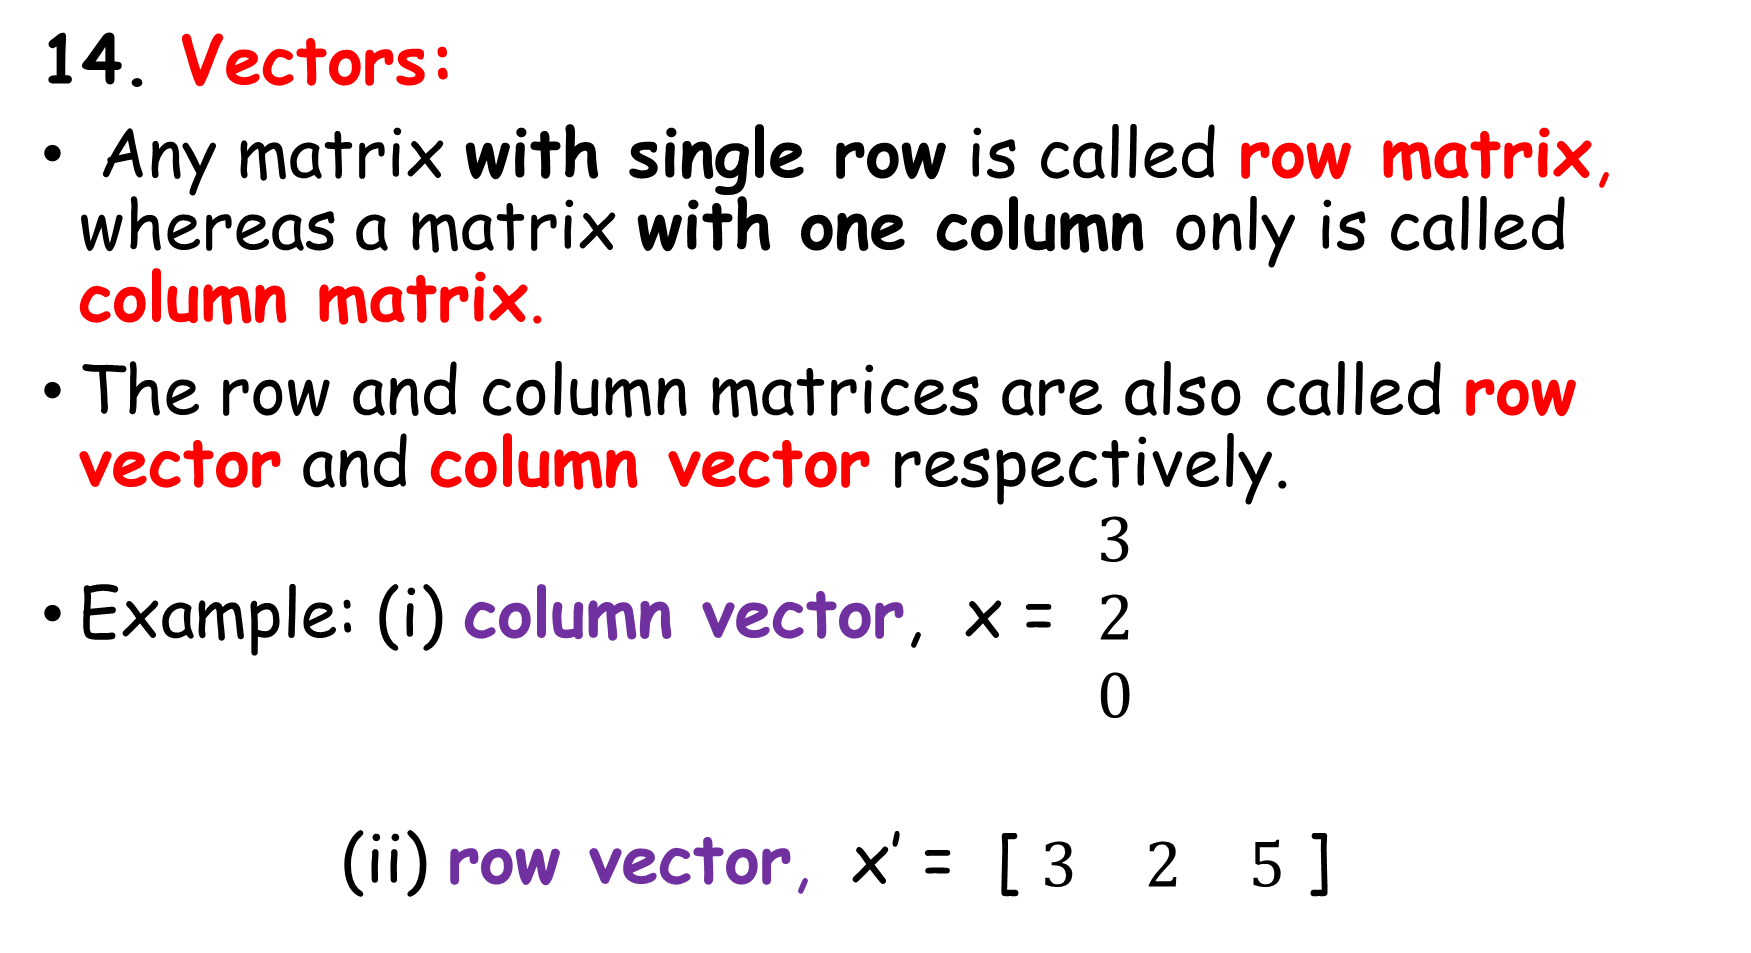 14. Vectors:
• Any matrix with single row is called row matrix,
whereas a matrix with one column only is called
column matrix.
• The row and column matrices are also called row
vector and column vector respectively.
3
• Example: (i) column vector, x = 2
0
(ii) row vector, x′ = [ 3 2 5 ]